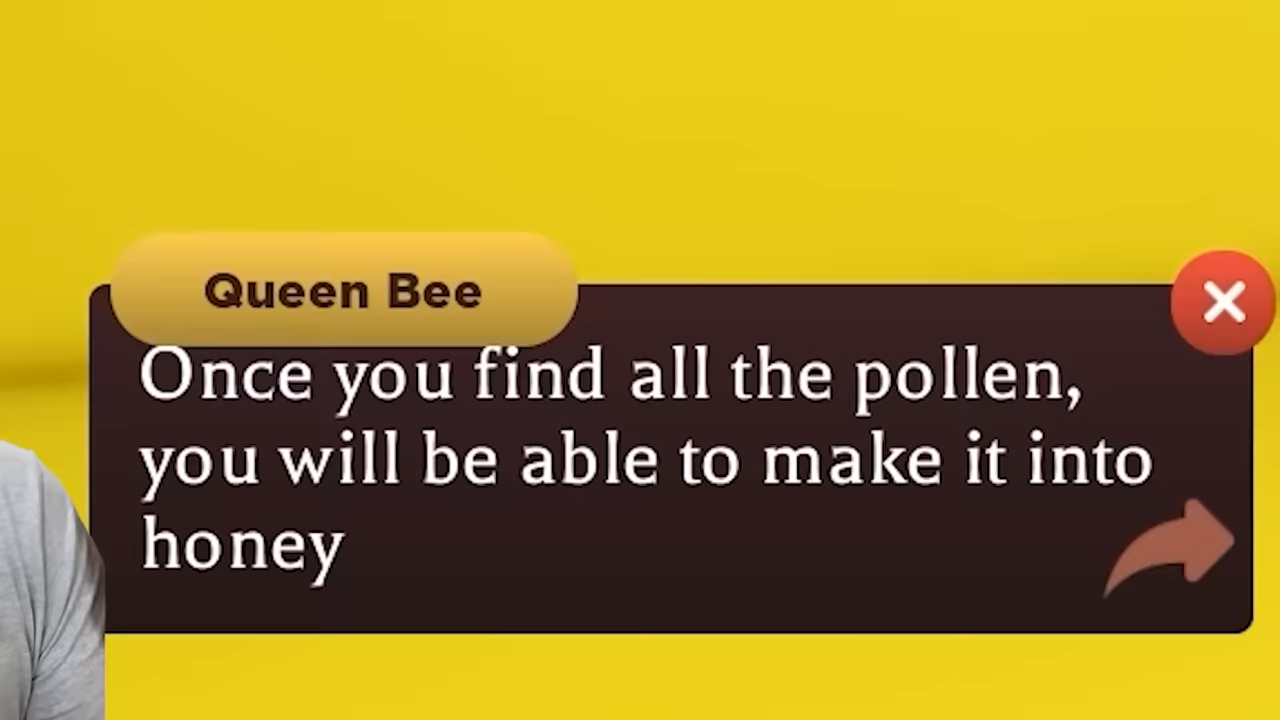 Queen Bee
Once you find all the pollen,
you will be able to make it into
honey